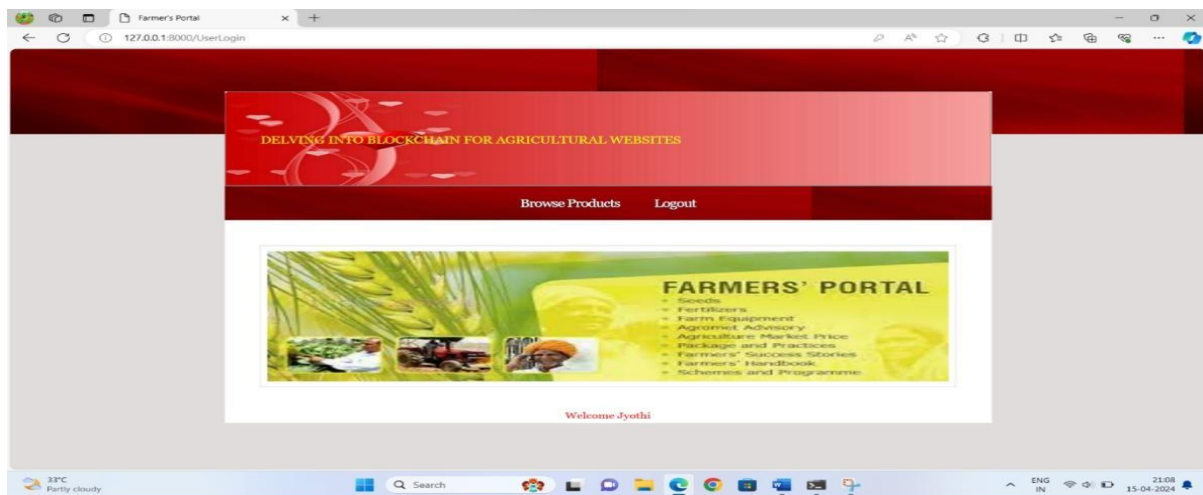 Farmer's Portal
127.0.0.1:8000/UserLogin
DELVING INTO BLOCKCHAIN FOR AGRICULTURAL WEBSITES
Browse Products Logout
FARMERS' PORTAL
Seeds
Fertilizers
Farm Equipment
Agromet Advisory
Agriculture Market Price
Package and Practices
Farmers' Success Stories
Farmers' Handbook
Schemes and Programme
Welcome Jyothi
33°C
Partly cloudy
Search
ENG
IN
21:08
15-04-2024